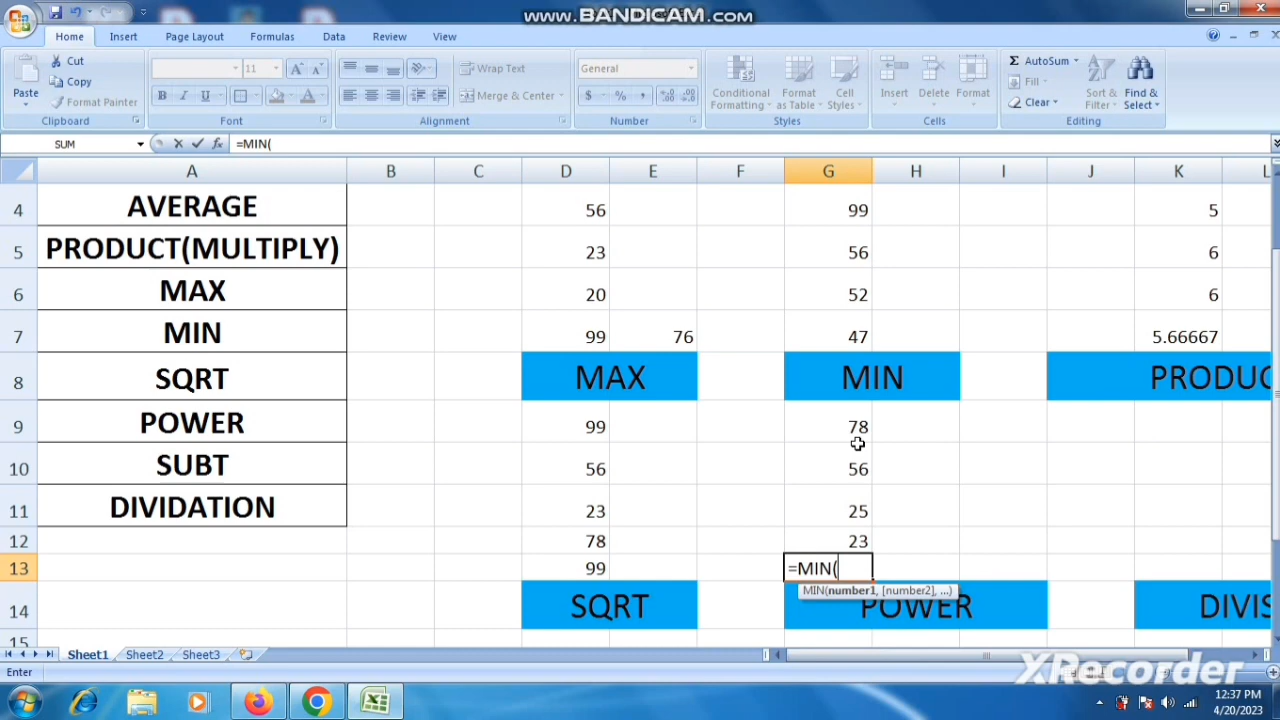 WWW.BANDICAM.COM
Home Insert Page Layout Formulas Data Review View
Paste
Cut
Copy
Format Painter
Clipboard
11
B I U
Font
Wrap Text
Merge & Center
Alignment
General
$ % ,
Number
Conditional Formatting
Format as Table
Cell Styles
Styles
Insert Delete Format
Cells
Σ AutoSum
Fill
Clear
Sort & Filter
Find & Select
Editing
SUM fx =MIN(
A B C D E F G H I J K L
4 AVERAGE 56 99 5
5 PRODUCT(MULTIPLY) 23 56 6
6 MAX 20 52 6
7 MIN 99 76 47 5.66667
8 SQRT MAX MIN PRODUC
9 POWER 99 78
10 SUBT 56 56
11 DIVIDATION 23 25
12 78 23
13 99 =MIN(
MIN(number1, [number2], ...)
14 SQRT POWER DIVIS
15
Sheet1 Sheet2 Sheet3
Enter
XRecorder
12:37 PM
4/20/2023